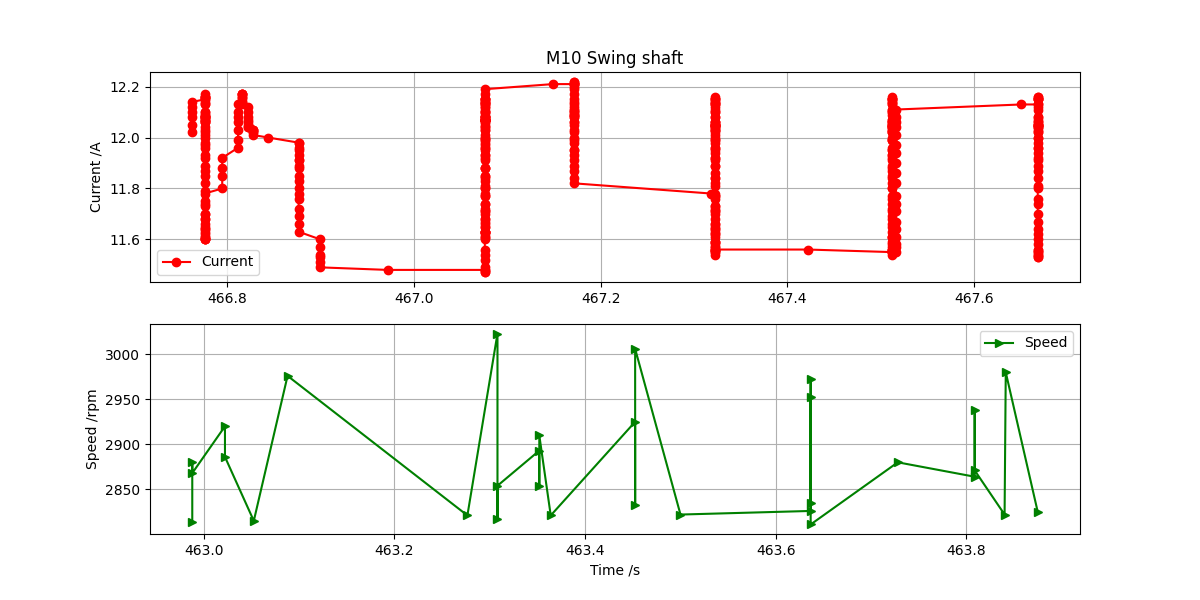 M10 Swing shaft
Current /A
12.2
12.0
11.8
11.6
Current
466.8 467.0 467.2 467.4 467.6
Speed /rpm
3000
2950
2900
2850
Speed
463.0 463.2 463.4 463.6 463.8
Time /s